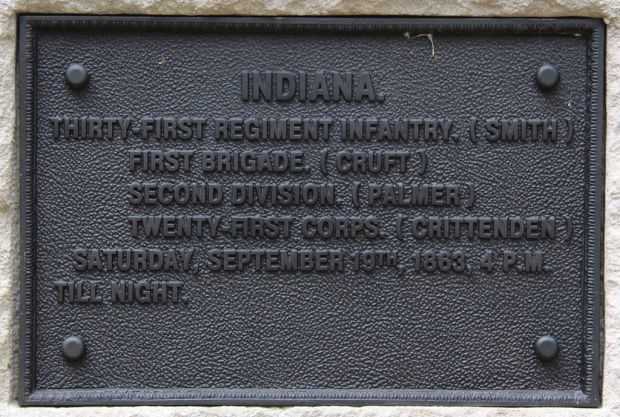 INDIANA.
THIRTY-FIRST REGIMENT INFANTRY. ( SMITH )
FIRST BRIGADE. ( CRUFT )
SECOND DIVISION. ( PALMER )
TWENTY-FIRST CORPS. ( CRITTENDEN )
SATURDAY, SEPTEMBER 19TH, 1863, 4 P.M.
TILL NIGHT.